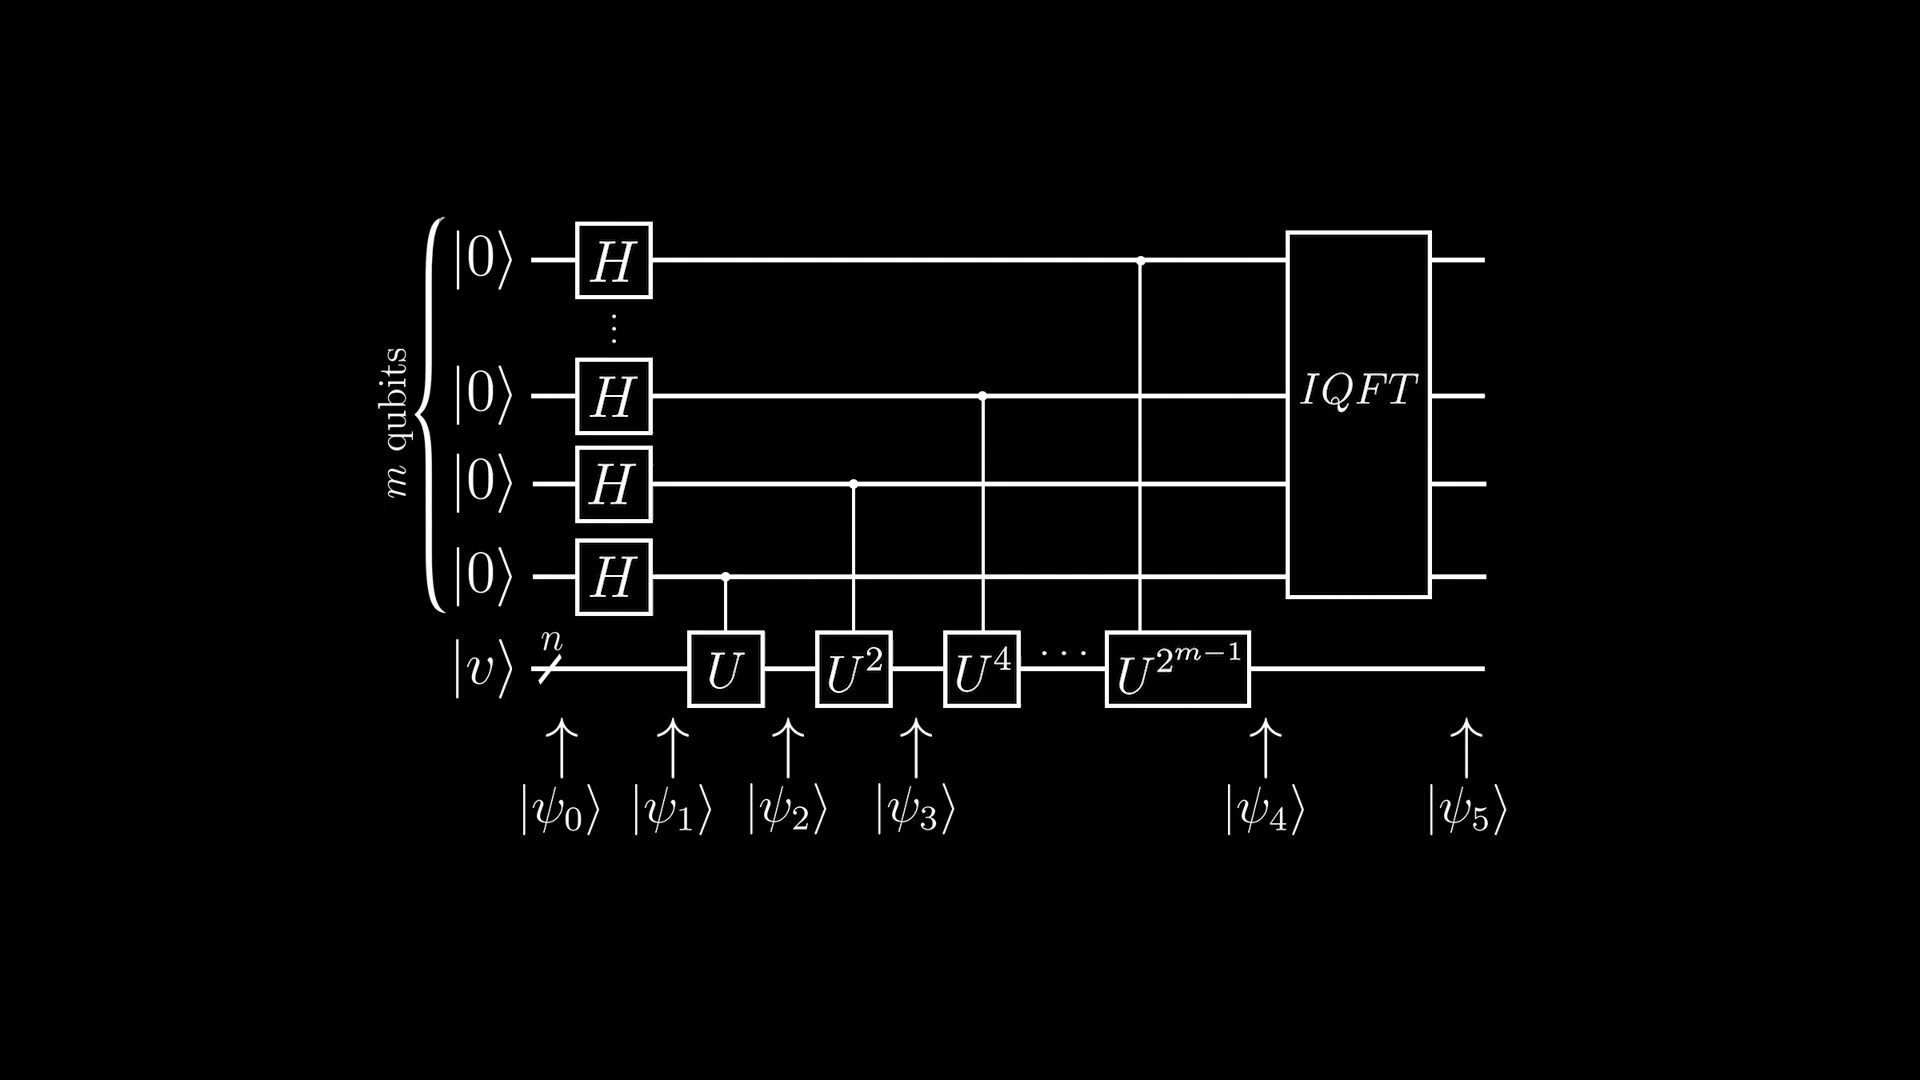 m qubits
|0⟩ H
⋮
|0⟩ H IQFT
|0⟩ H
|0⟩ H
|v⟩ n U U² U⁴ ⋯ U^{2^{m−1}}
|ψ₀⟩ |ψ₁⟩ |ψ₂⟩ |ψ₃⟩ |ψ₄⟩ |ψ₅⟩